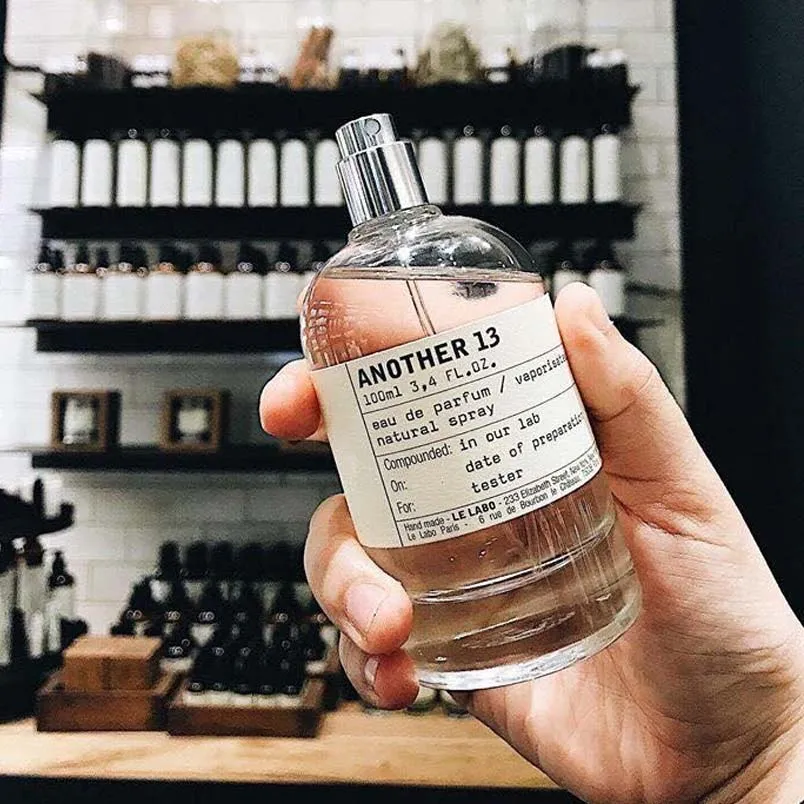 ANOTHER 13
100ml 3,4 FL.OZ.
eau de parfum / vaporisate
natural spray
Compounded: in our lab
On: date of preparation
For: tester
Hand made - LE LABO - 233 Elizabeth Street, New York,
Le Labo Paris - 6 rue de Bourbon le Château,